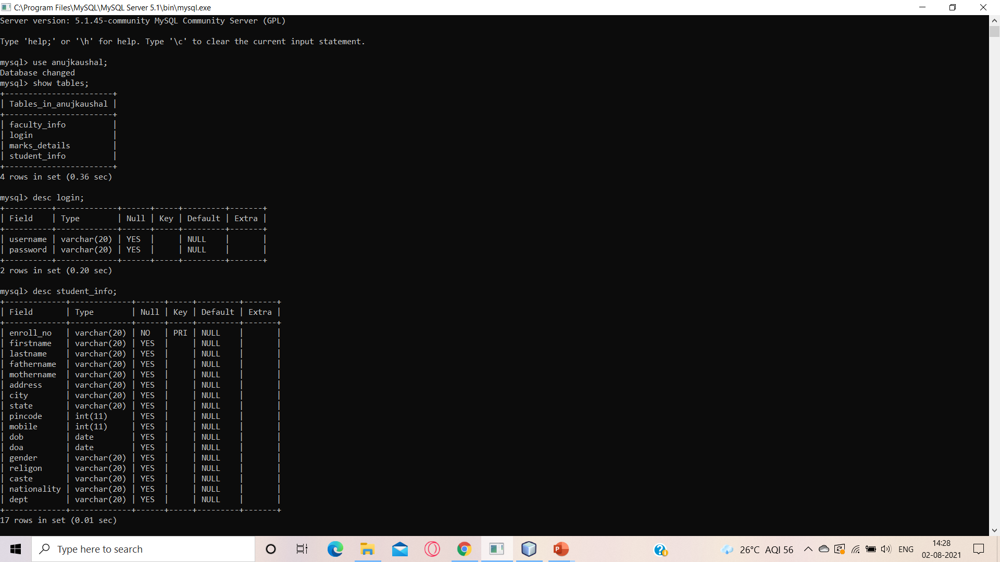 C:\Program Files\MySQL\MySQL Server 5.1\bin\mysql.exe
Server version: 5.1.45-community MySQL Community Server (GPL)
Type 'help;' or '\h' for help. Type '\c' to clear the current input statement.
mysql> use anujkaushal;
Database changed
mysql> show tables;
+-----------------------+
| Tables_in_anujkaushal |
+-----------------------+
| faculty_info          |
| login                 |
| marks_details         |
| student_info          |
+-----------------------+
4 rows in set (0.36 sec)
mysql> desc login;
+----------+-------------+------+-----+---------+-------+
| Field    | Type        | Null | Key | Default | Extra |
+----------+-------------+------+-----+---------+-------+
| username | varchar(20) | YES  |     | NULL    |       |
| password | varchar(20) | YES  |     | NULL    |       |
+----------+-------------+------+-----+---------+-------+
2 rows in set (0.20 sec)
mysql> desc student_info;
+-------------+-------------+------+-----+---------+-------+
| Field       | Type        | Null | Key | Default | Extra |
+-------------+-------------+------+-----+---------+-------+
| enroll_no   | varchar(20) | NO   | PRI | NULL    |       |
| firstname   | varchar(20) | YES  |     | NULL    |       |
| lastname    | varchar(20) | YES  |     | NULL    |       |
| fathername  | varchar(20) | YES  |     | NULL    |       |
| mothername  | varchar(20) | YES  |     | NULL    |       |
| address     | varchar(20) | YES  |     | NULL    |       |
| city        | varchar(20) | YES  |     | NULL    |       |
| state       | varchar(20) | YES  |     | NULL    |       |
| pincode     | int(11)     | YES  |     | NULL    |       |
| mobile      | int(11)     | YES  |     | NULL    |       |
| dob         | date        | YES  |     | NULL    |       |
| doa         | date        | YES  |     | NULL    |       |
| gender      | varchar(20) | YES  |     | NULL    |       |
| religon     | varchar(20) | YES  |     | NULL    |       |
| caste       | varchar(20) | YES  |     | NULL    |       |
| nationality | varchar(20) | YES  |     | NULL    |       |
| dept        | varchar(20) | YES  |     | NULL    |       |
+-------------+-------------+------+-----+---------+-------+
17 rows in set (0.01 sec)
Type here to search
26°C AQI 56
ENG
14:28
02-08-2021